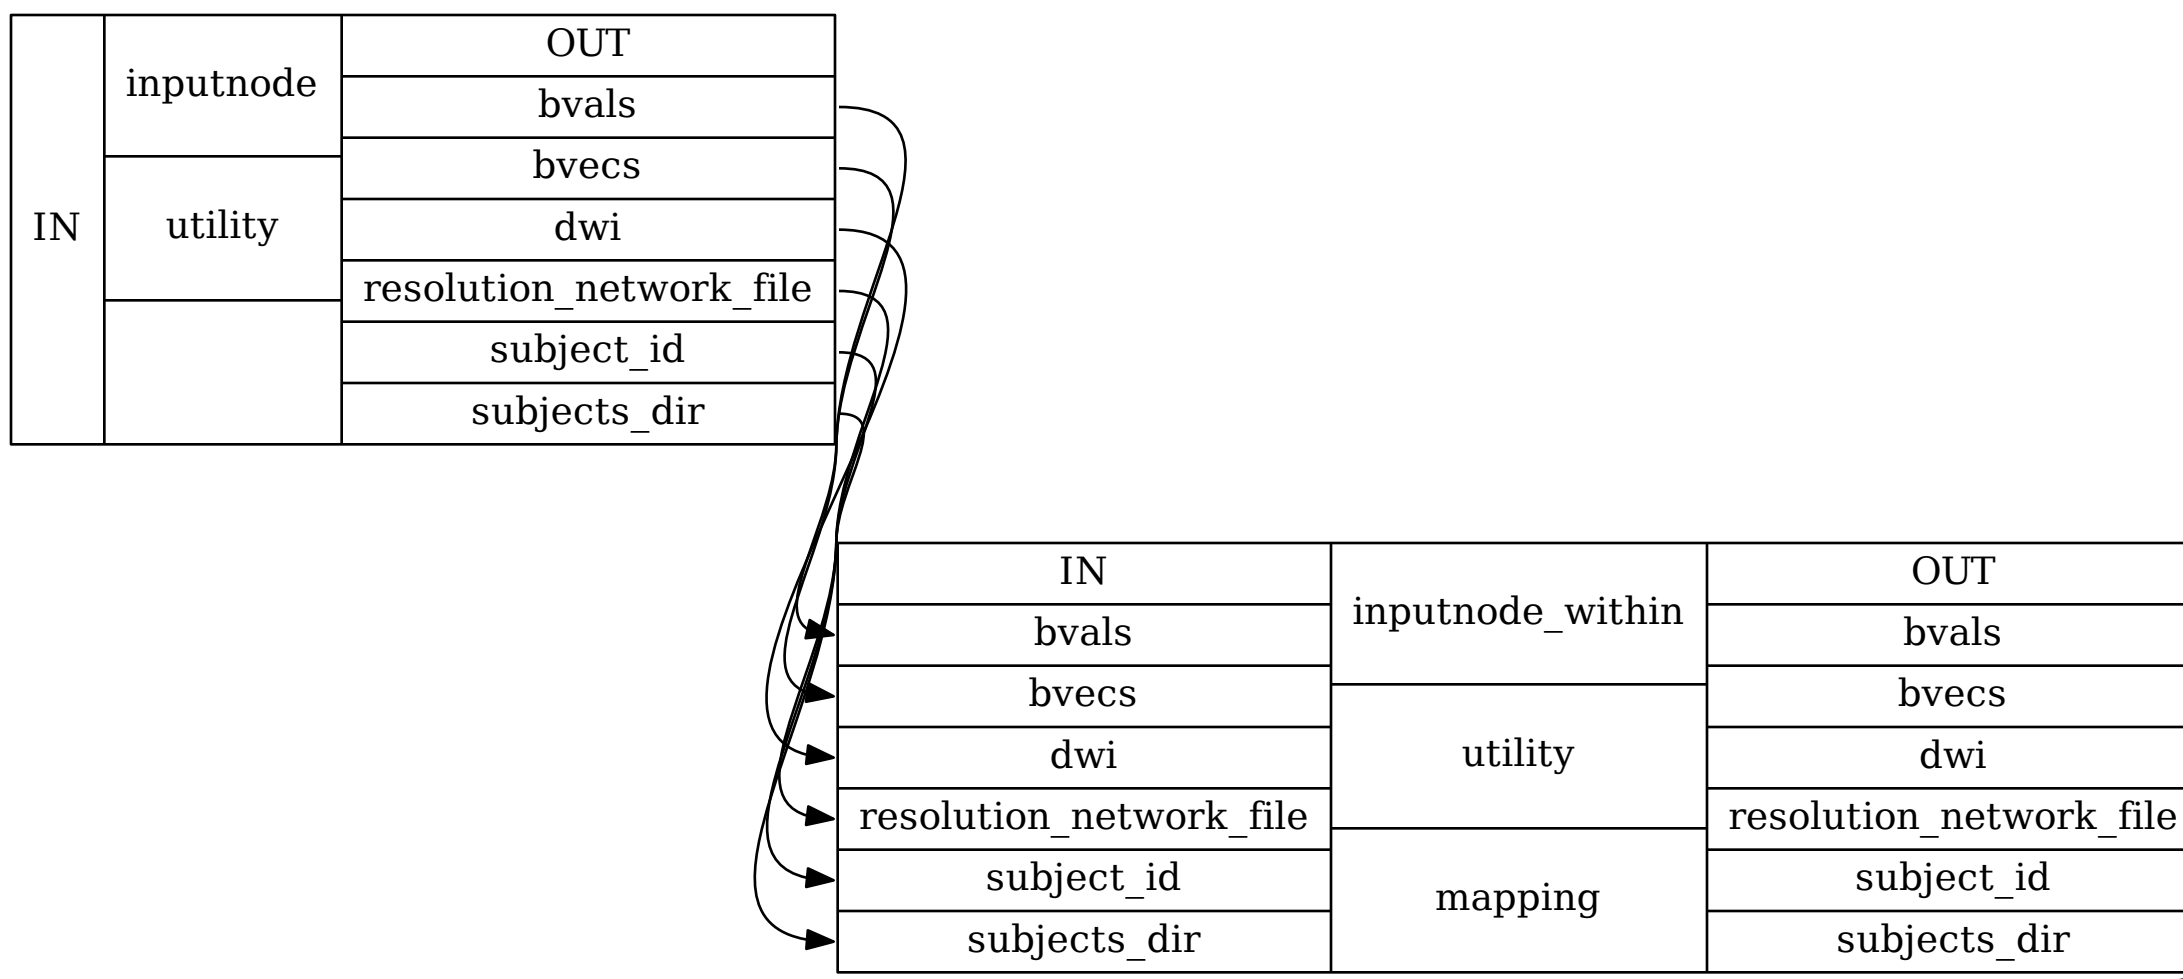 IN
inputnode
utility
OUT
bvals
bvecs
dwi
resolution_network_file
subject_id
subjects_dir
IN
bvals
bvecs
dwi
resolution_network_file
subject_id
subjects_dir
inputnode_within
utility
mapping
OUT
bvals
bvecs
dwi
resolution_network_file
subject_id
subjects_dir